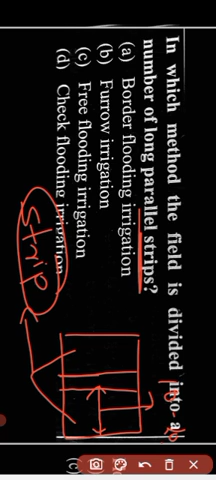 In which method the field is divided into a
number of long parallel strips?
(a) Border flooding irrigation
(b) Furrow irrigation
(c) Free flooding irrigation
(d) Check flooding irrigation
Strip